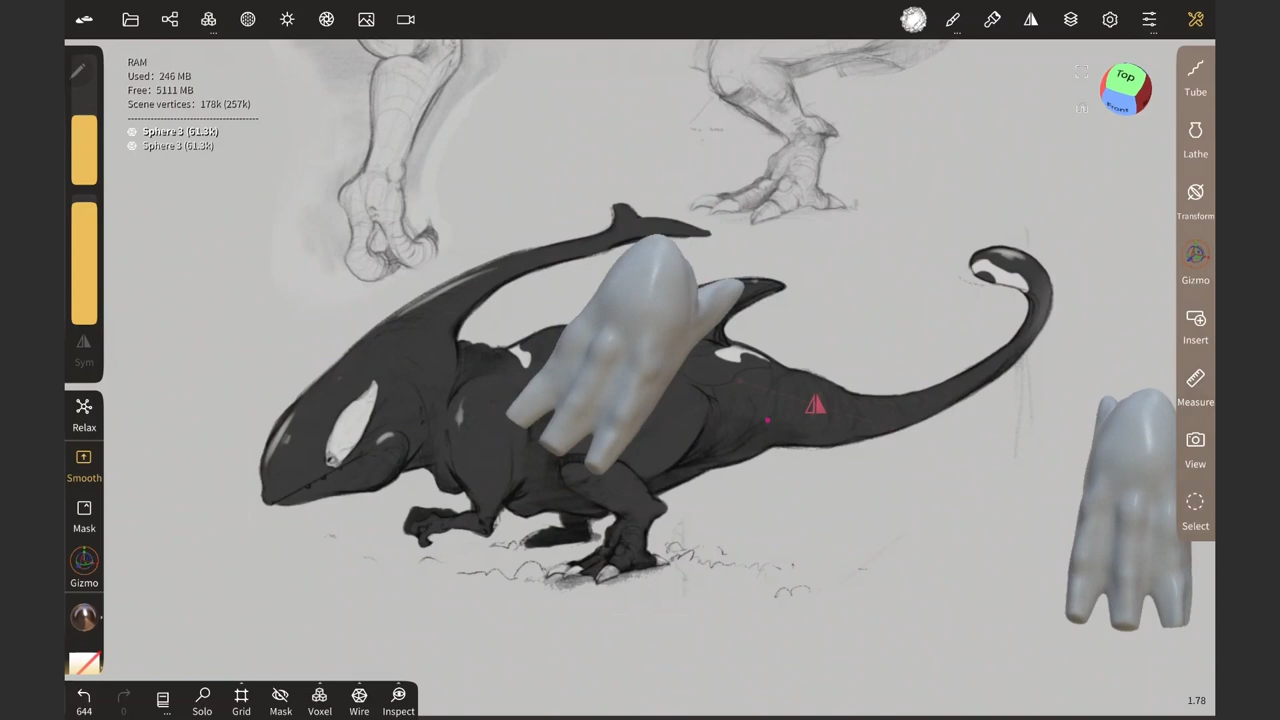 RAM
Used: 246 MB
Free: 5111 MB
Scene vertices: 178k (257k)
Sphere 3 (61.3k)
Sphere 3 (61.3k)
Top
Front
Tube
Lathe
Transform
Gizmo
Insert
Measure
View
Select
Sym
Relax
Smooth
Mask
Gizmo
644
0
...
Solo
Grid
Mask
Voxel
Wire
Inspect
1.78